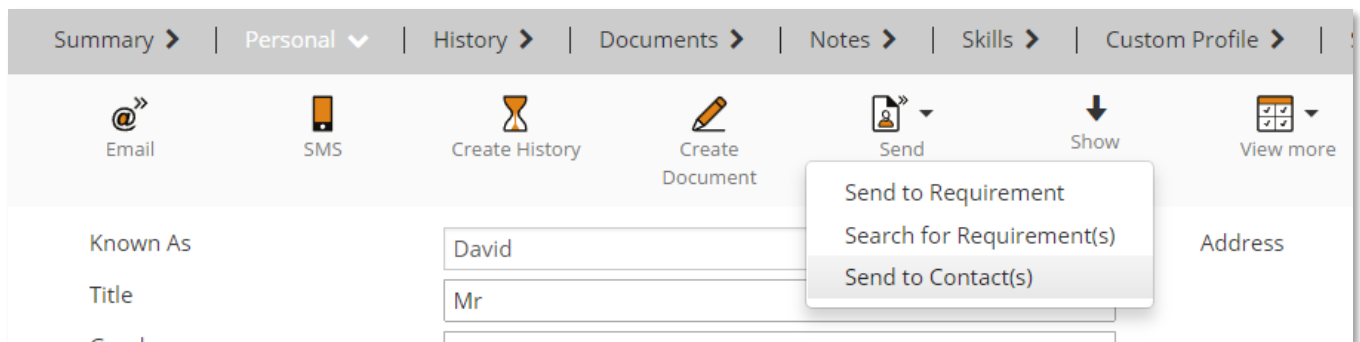 Summary | Personal | History | Documents | Notes | Skills | Custom Profile |
Email SMS Create History Create Document Send Show View more
Send to Requirement
Search for Requirement(s)
Send to Contact(s)
Known As David Address
Title Mr